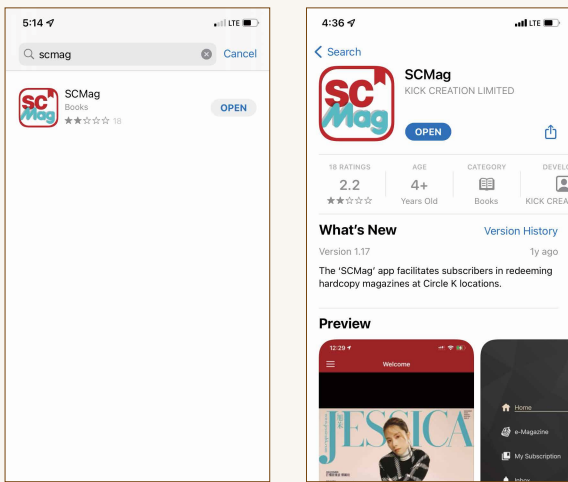 5:14
LTE
scmag
Cancel
SC
Mag
SCMag
Books
18
OPEN
4:36
LTE
Search
SC
Mag
SCMag
KICK CREATION LIMITED
OPEN
18 RATINGS
AGE
CATEGORY
DEVELO
2.2
4+
Years Old
Books
KICK CREA
What's New
Version History
Version 1.17
1y ago
The 'SCMag' app facilitates subscribers in redeeming
hardcopy magazines at Circle K locations.
Preview
12:29
Welcome
JESSICA
Home
e-Magazine
My Subscription
Inbox